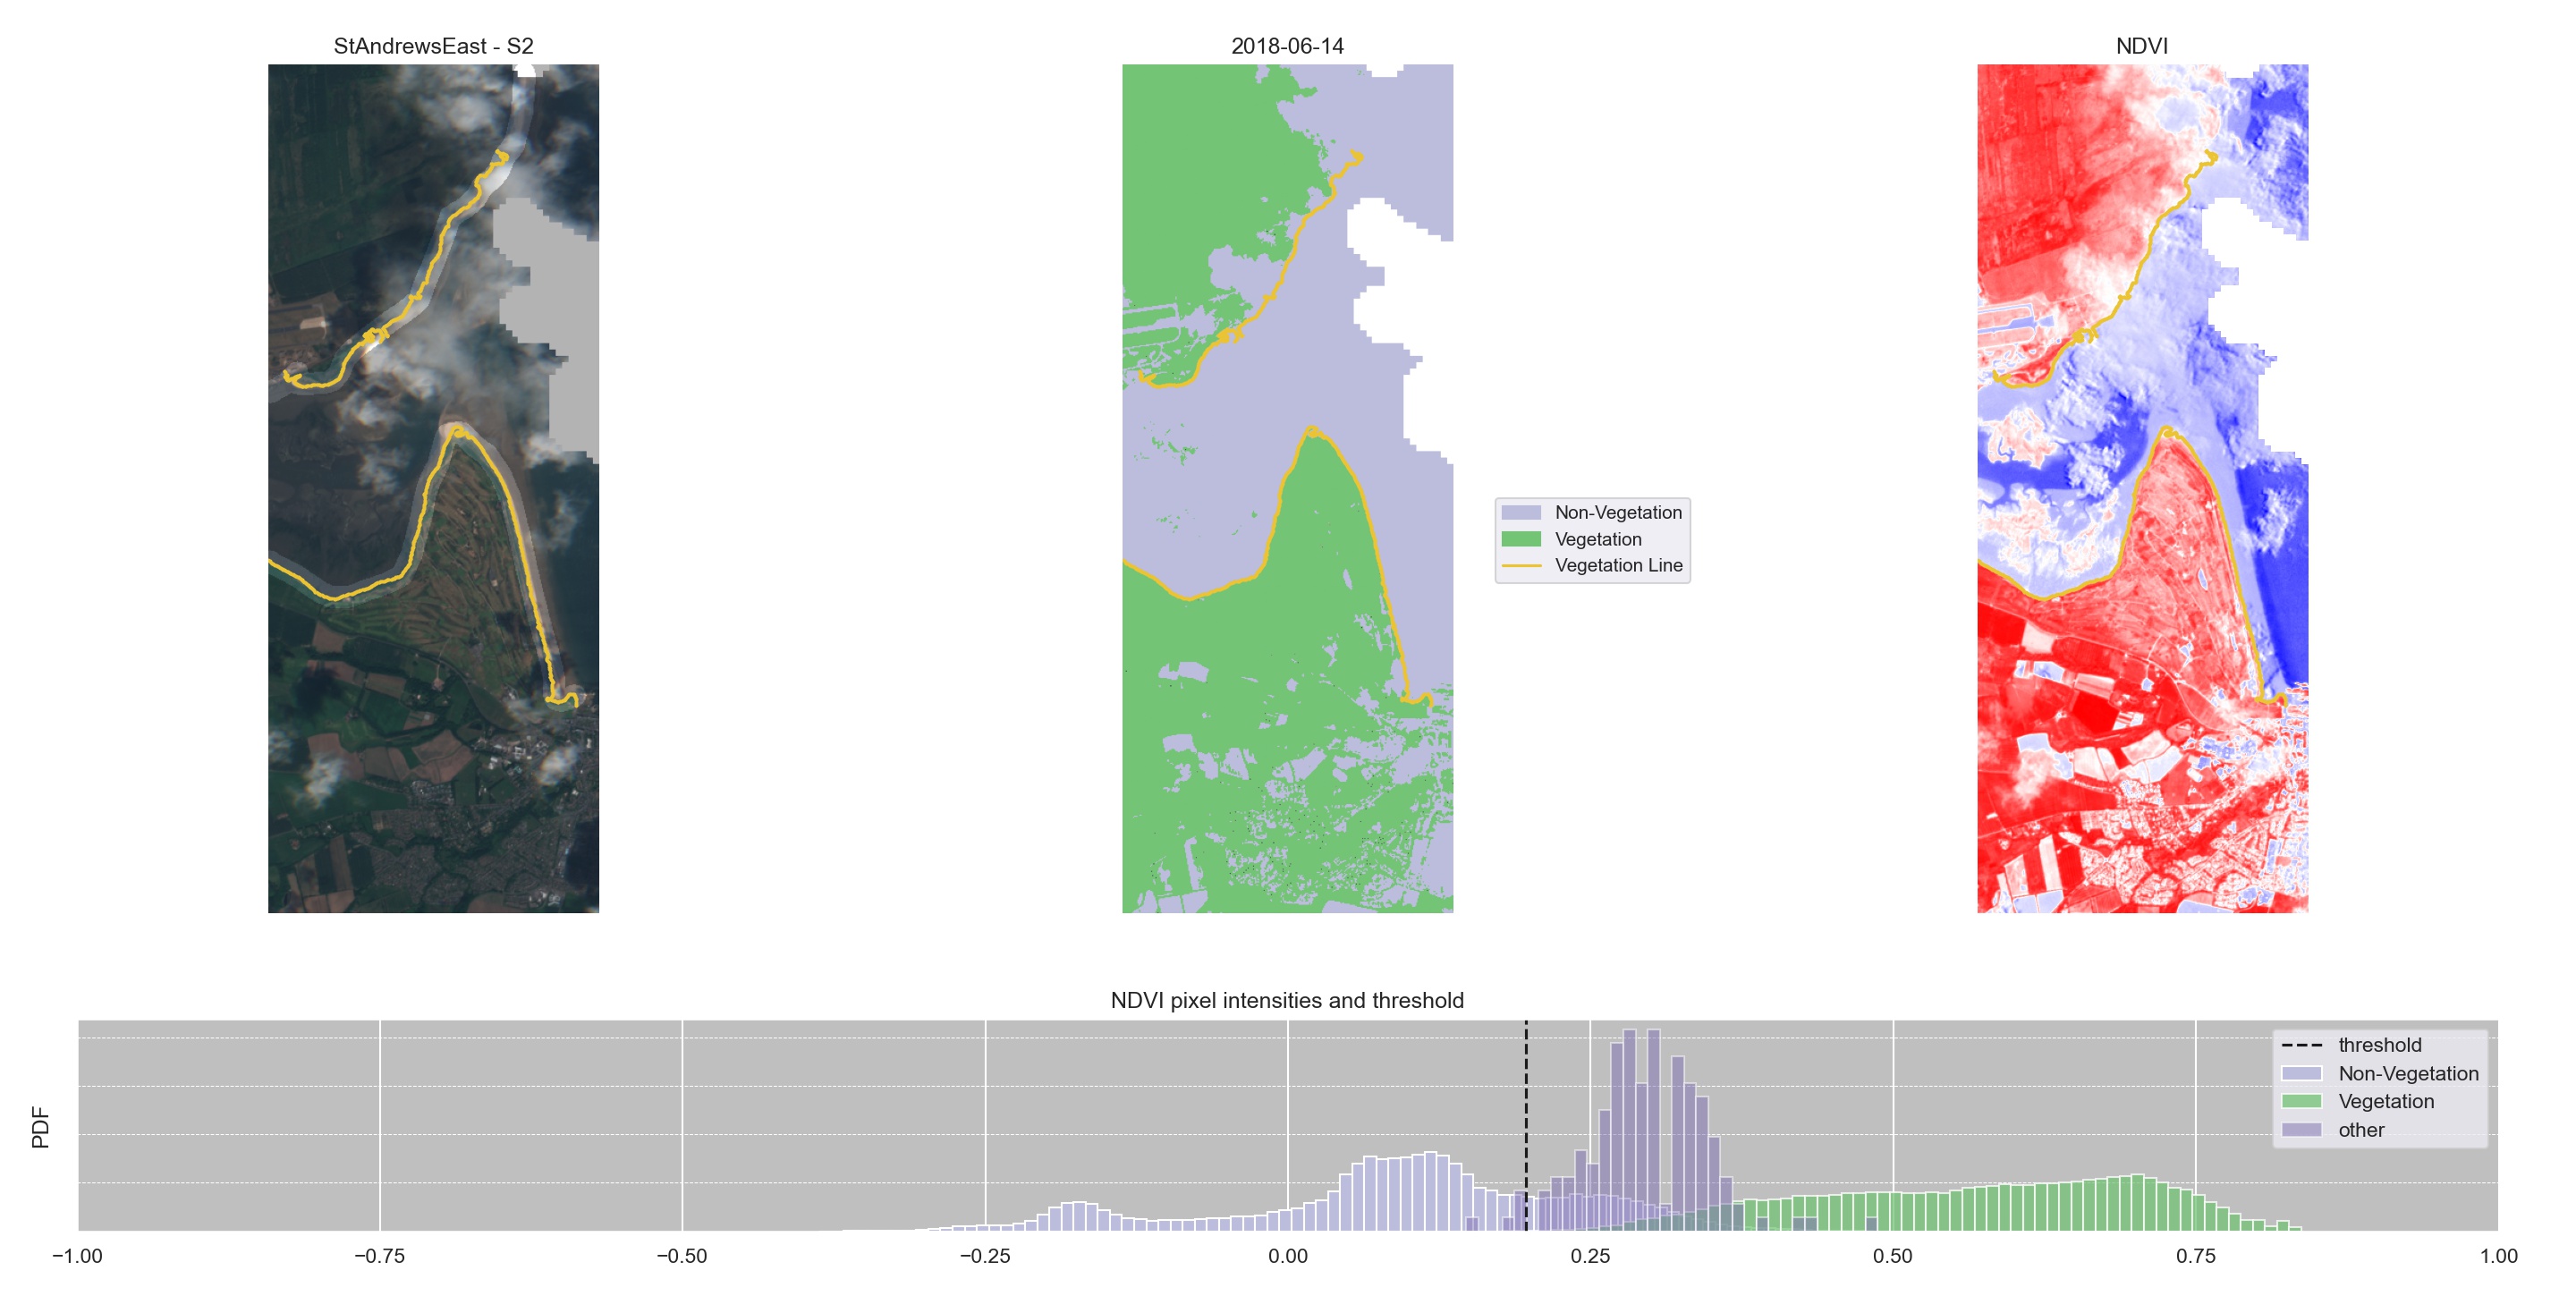 StAndrewsEast - S2
2018-06-14
NDVI
Non-Vegetation
Vegetation
Vegetation Line
NDVI pixel intensities and threshold
PDF
threshold
Non-Vegetation
Vegetation
other
−1.00 −0.75 −0.50 −0.25 0.00 0.25 0.50 0.75 1.00